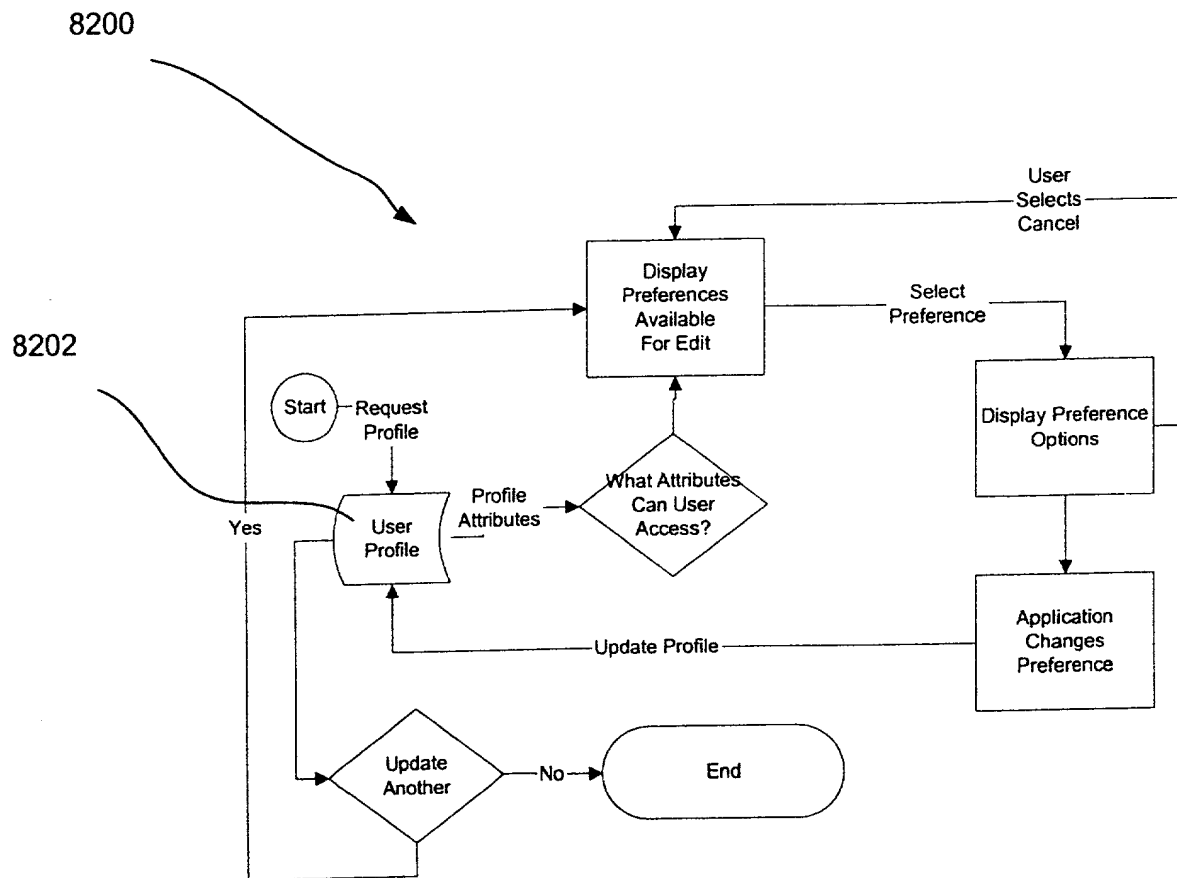 8200
User
Selects
Cancel
Display
Preferences
Available
For Edit
Select
Preference
8202
Start
Request
Profile
Display Preference
Options
What Attributes
Can User
Access?
Profile
Attributes
User
Profile
Yes
Application
Changes
Preference
Update Profile
Update
Another
No
End